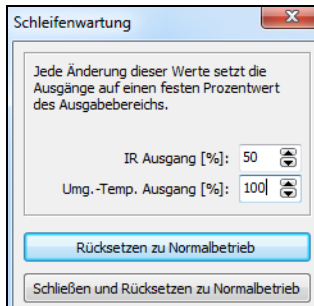 Schleifenwartung
Jede Änderung dieser Werte setzt die
Ausgänge auf einen festen Prozentwert
des Ausgabebereichs.
IR Ausgang [%]: 50
Umg.-Temp. Ausgang [%]: 100
Rücksetzen zu Normalbetrieb
Schließen und Rücksetzen zu Normalbetrieb